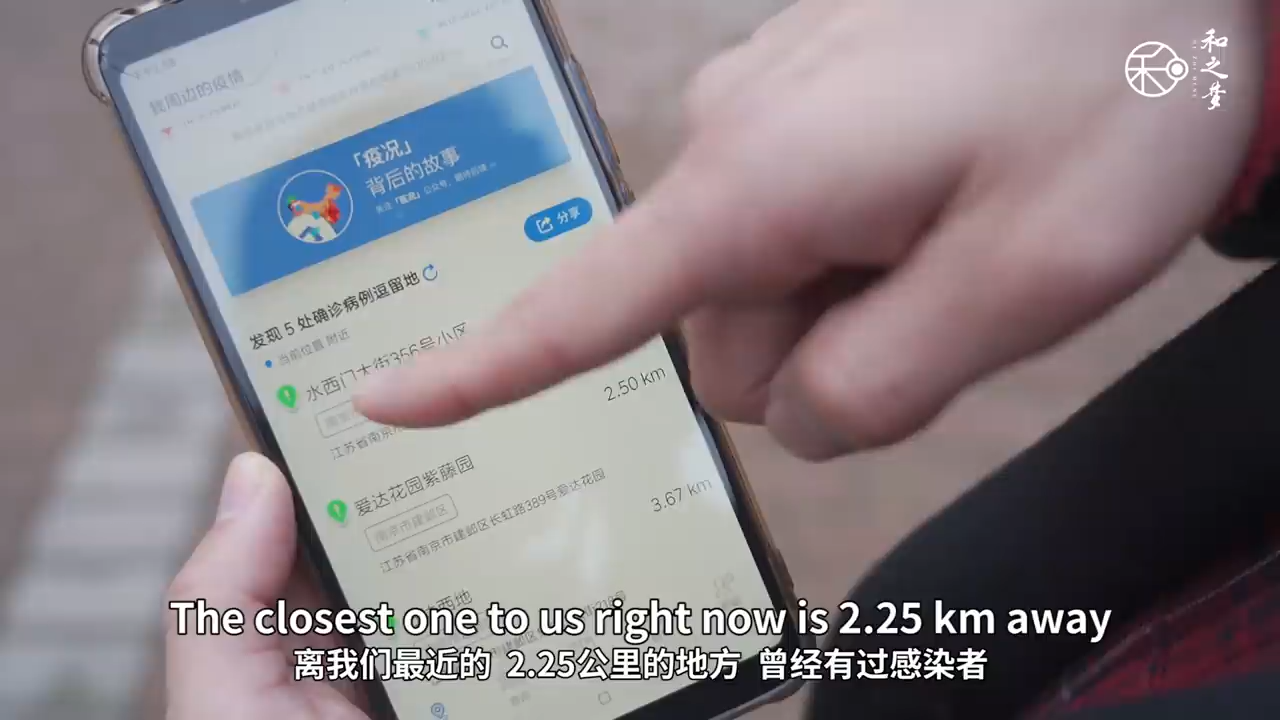 和之梦
我周边的疫情
「疫况」
背后的故事
分享
发现 5 处确诊病例逗留地
当前位置 附近
水西门大街356号小区
2.50 km
江苏省南京
爱达花园紫藤园
南京市建邺区
3.67 km
江苏省南京市建邺区长虹路389号爱达花园
西地
The closest one to us right now is 2.25 km away
离我们最近的 2.25公里的地方 曾经有过感染者